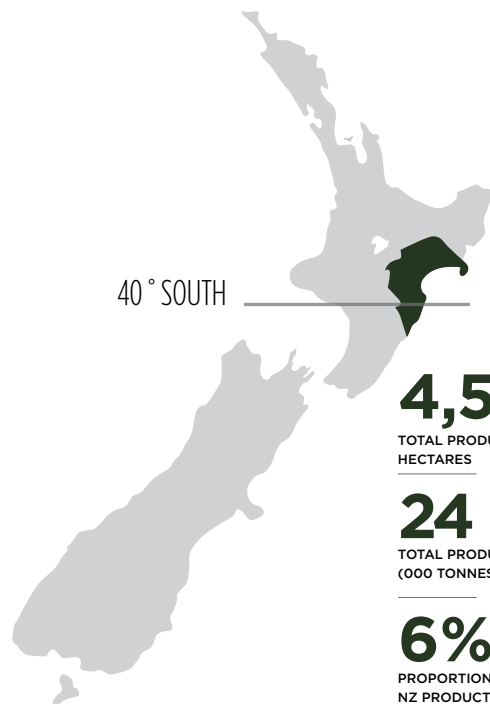 40° SOUTH
4,5
TOTAL PRODU
HECTARES
24
TOTAL PRODU
(000 TONNES
6%
PROPORTION
NZ PRODUCT